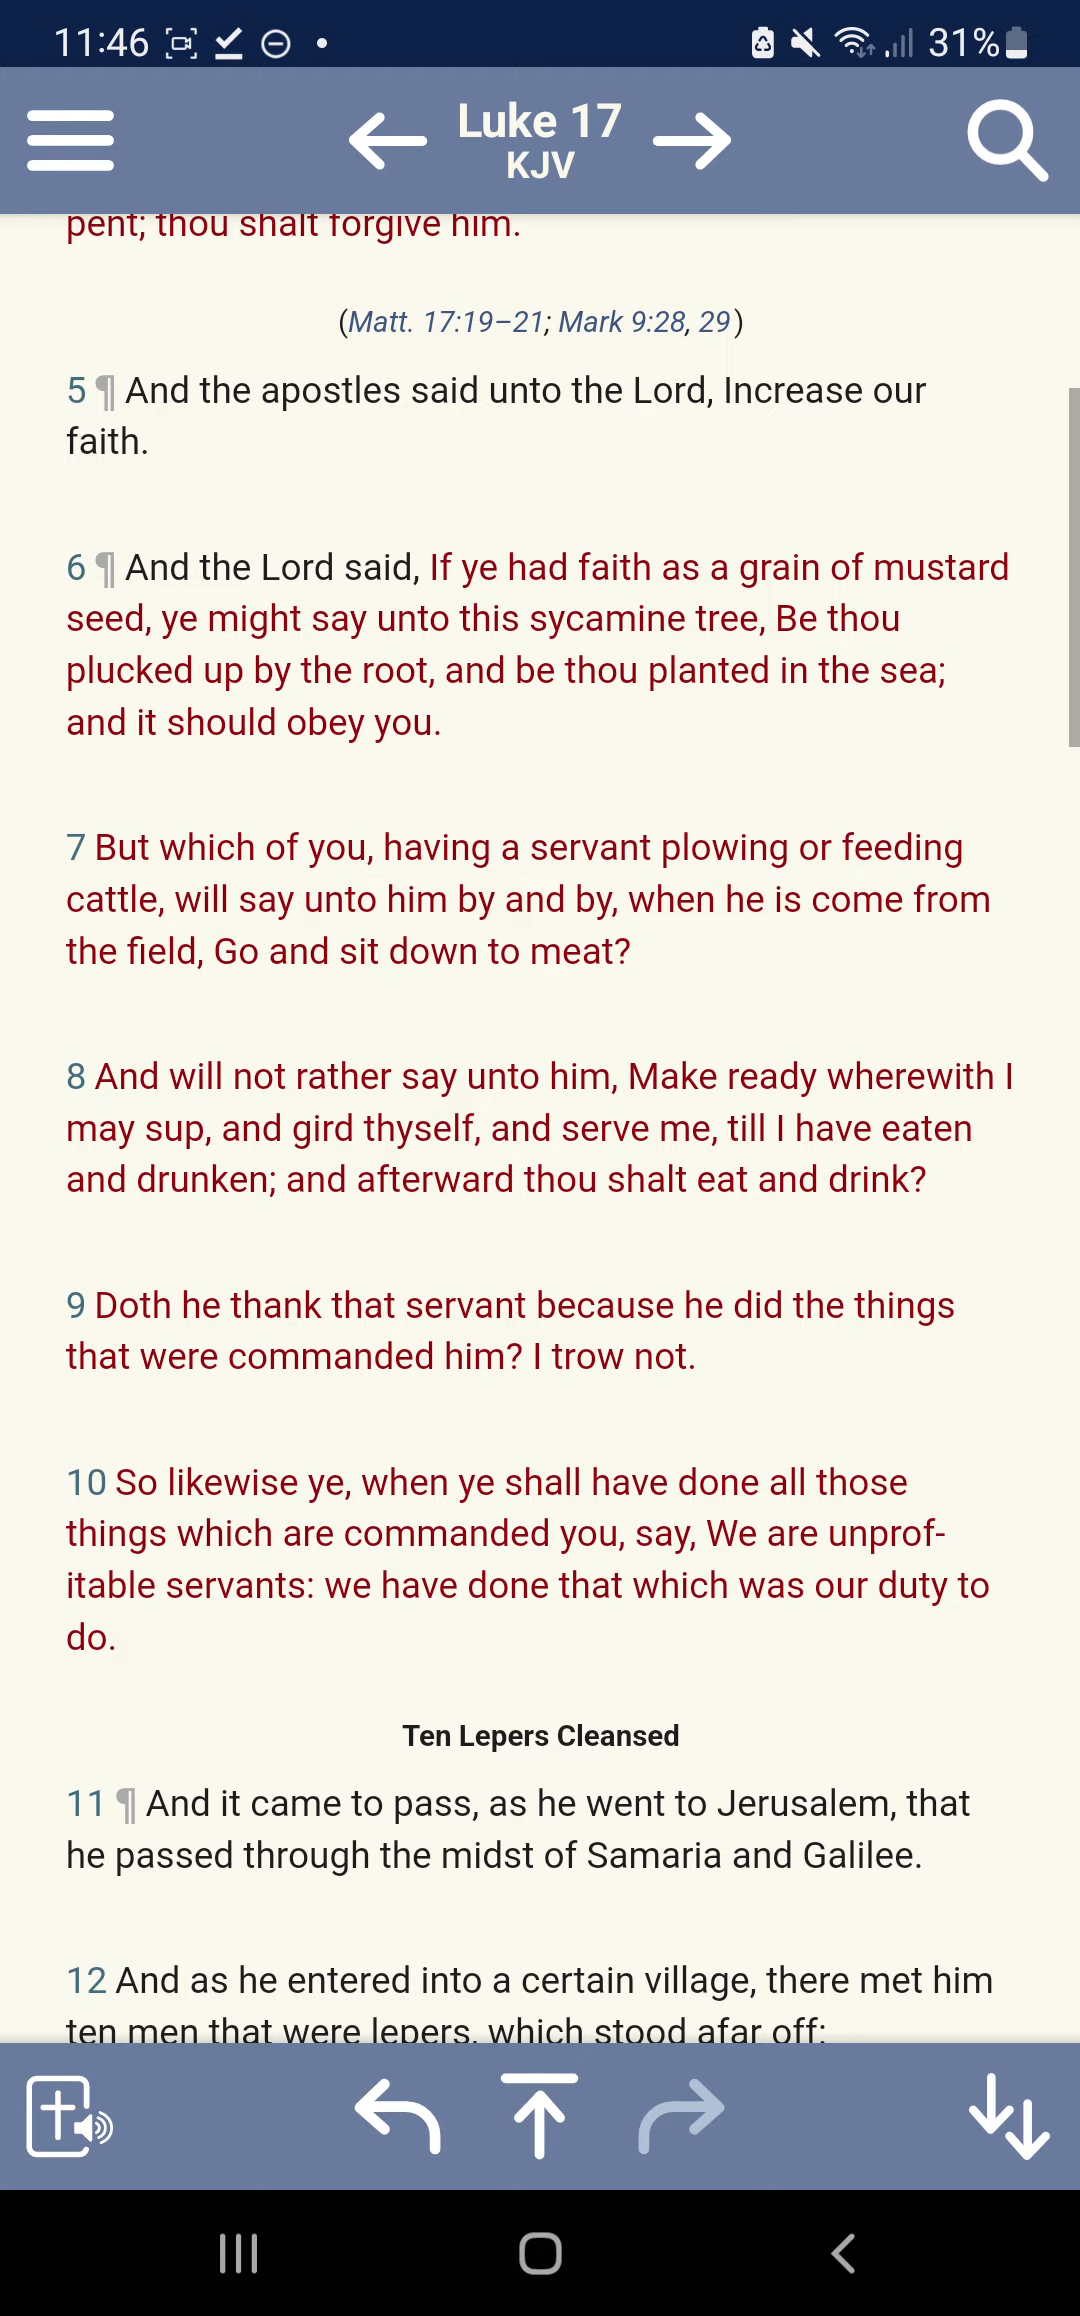 11:46
31%
Luke 17
KJV
pent; thou shalt forgive him.
(Matt. 17:19–21; Mark 9:28, 29)
5 ¶ And the apostles said unto the Lord, Increase our
faith.
6 ¶ And the Lord said, If ye had faith as a grain of mustard
seed, ye might say unto this sycamine tree, Be thou
plucked up by the root, and be thou planted in the sea;
and it should obey you.
7 But which of you, having a servant plowing or feeding
cattle, will say unto him by and by, when he is come from
the field, Go and sit down to meat?
8 And will not rather say unto him, Make ready wherewith I
may sup, and gird thyself, and serve me, till I have eaten
and drunken; and afterward thou shalt eat and drink?
9 Doth he thank that servant because he did the things
that were commanded him? I trow not.
10 So likewise ye, when ye shall have done all those
things which are commanded you, say, We are unprof-
itable servants: we have done that which was our duty to
do.
Ten Lepers Cleansed
11 ¶ And it came to pass, as he went to Jerusalem, that
he passed through the midst of Samaria and Galilee.
12 And as he entered into a certain village, there met him
ten men that were lepers, which stood afar off: